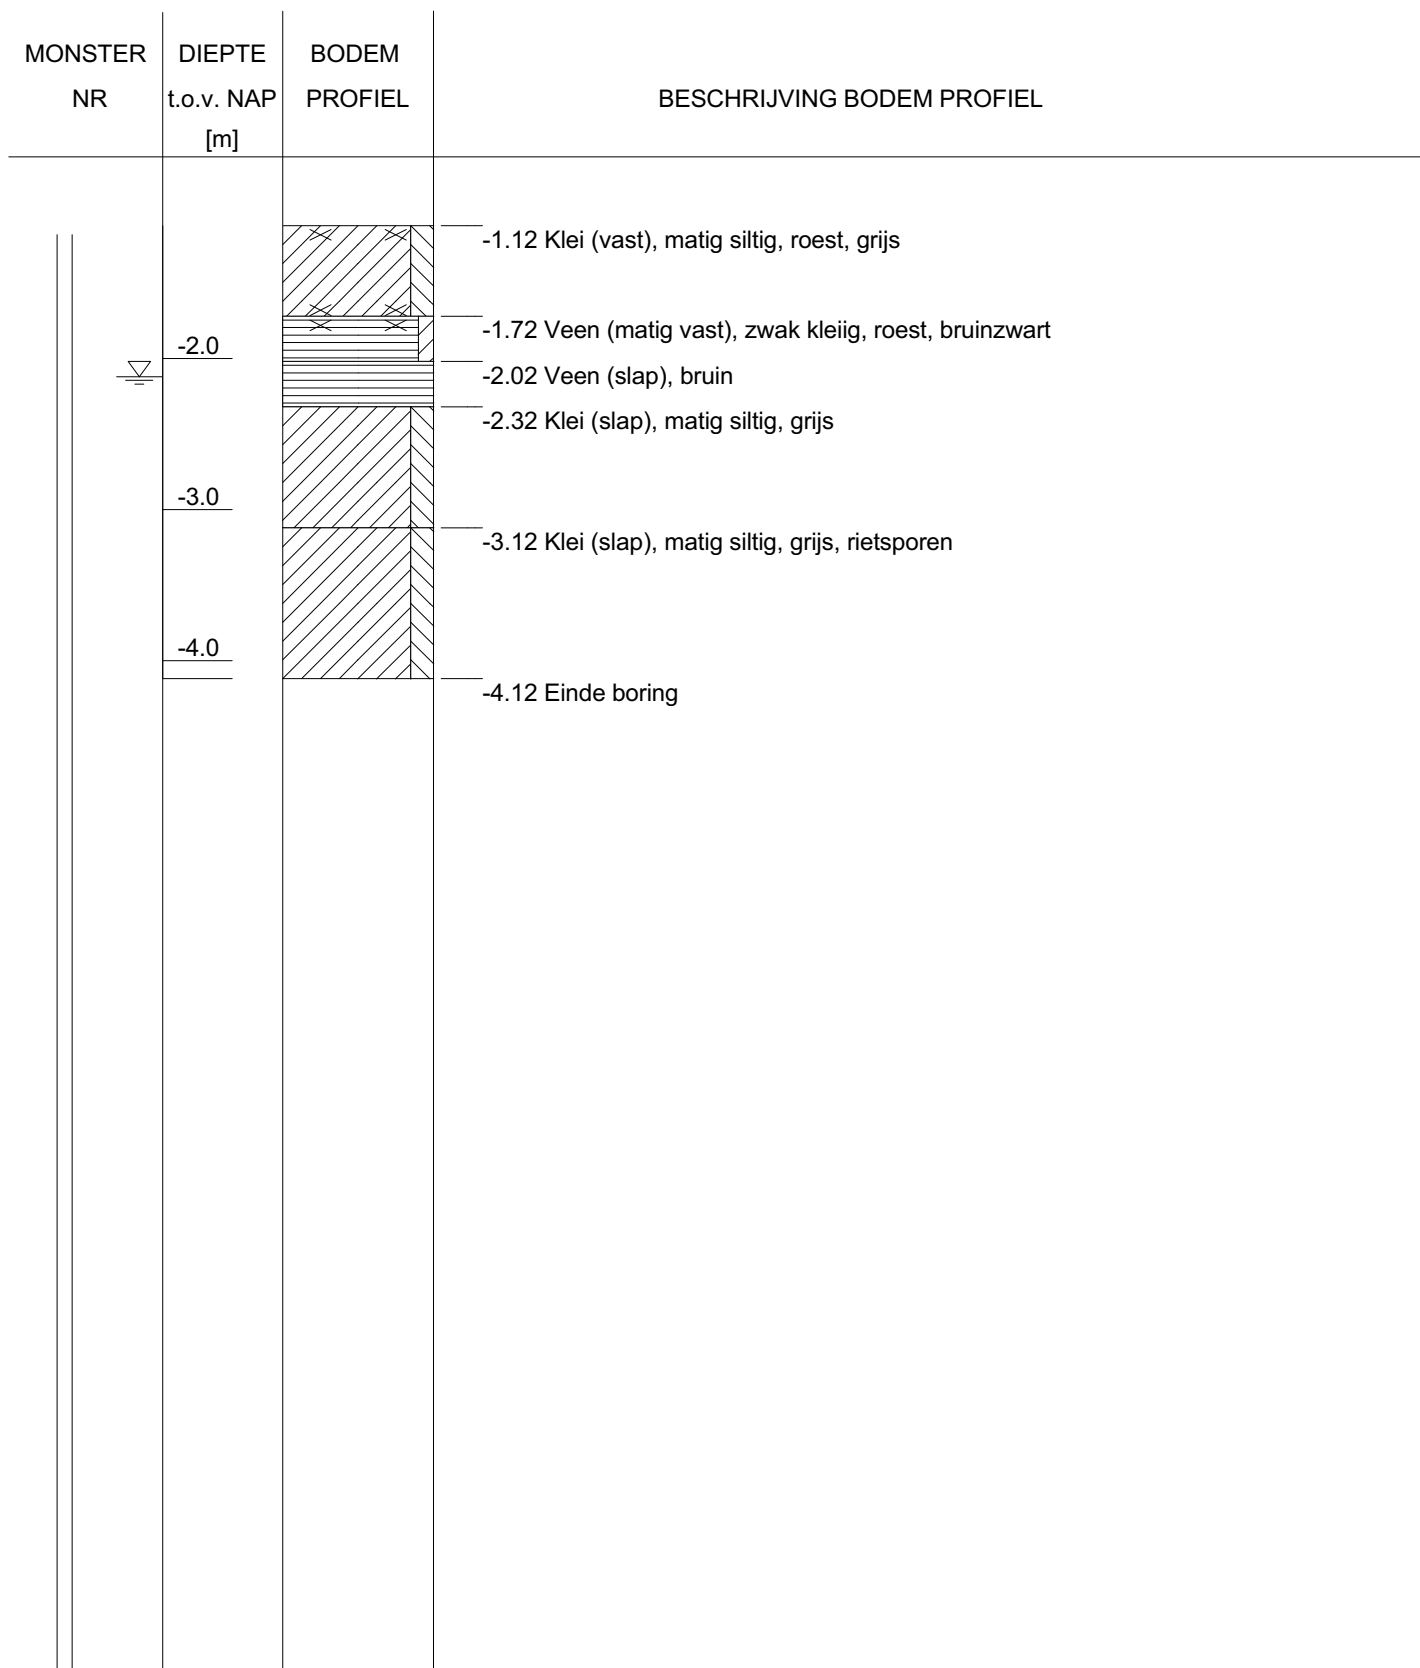 MONSTER
NR
DIEPTE
t.o.v. NAP
[m]
BODEM
PROFIEL
BESCHRIJVING BODEM PROFIEL
-1.12 Klei (vast), matig siltig, roest, grijs
-1.72 Veen (matig vast), zwak kleiig, roest, bruinzwart
-2.0
-2.02 Veen (slap), bruin
-2.32 Klei (slap), matig siltig, grijs
-3.0
-3.12 Klei (slap), matig siltig, grijs, rietsporen
-4.0
-4.12 Einde boring